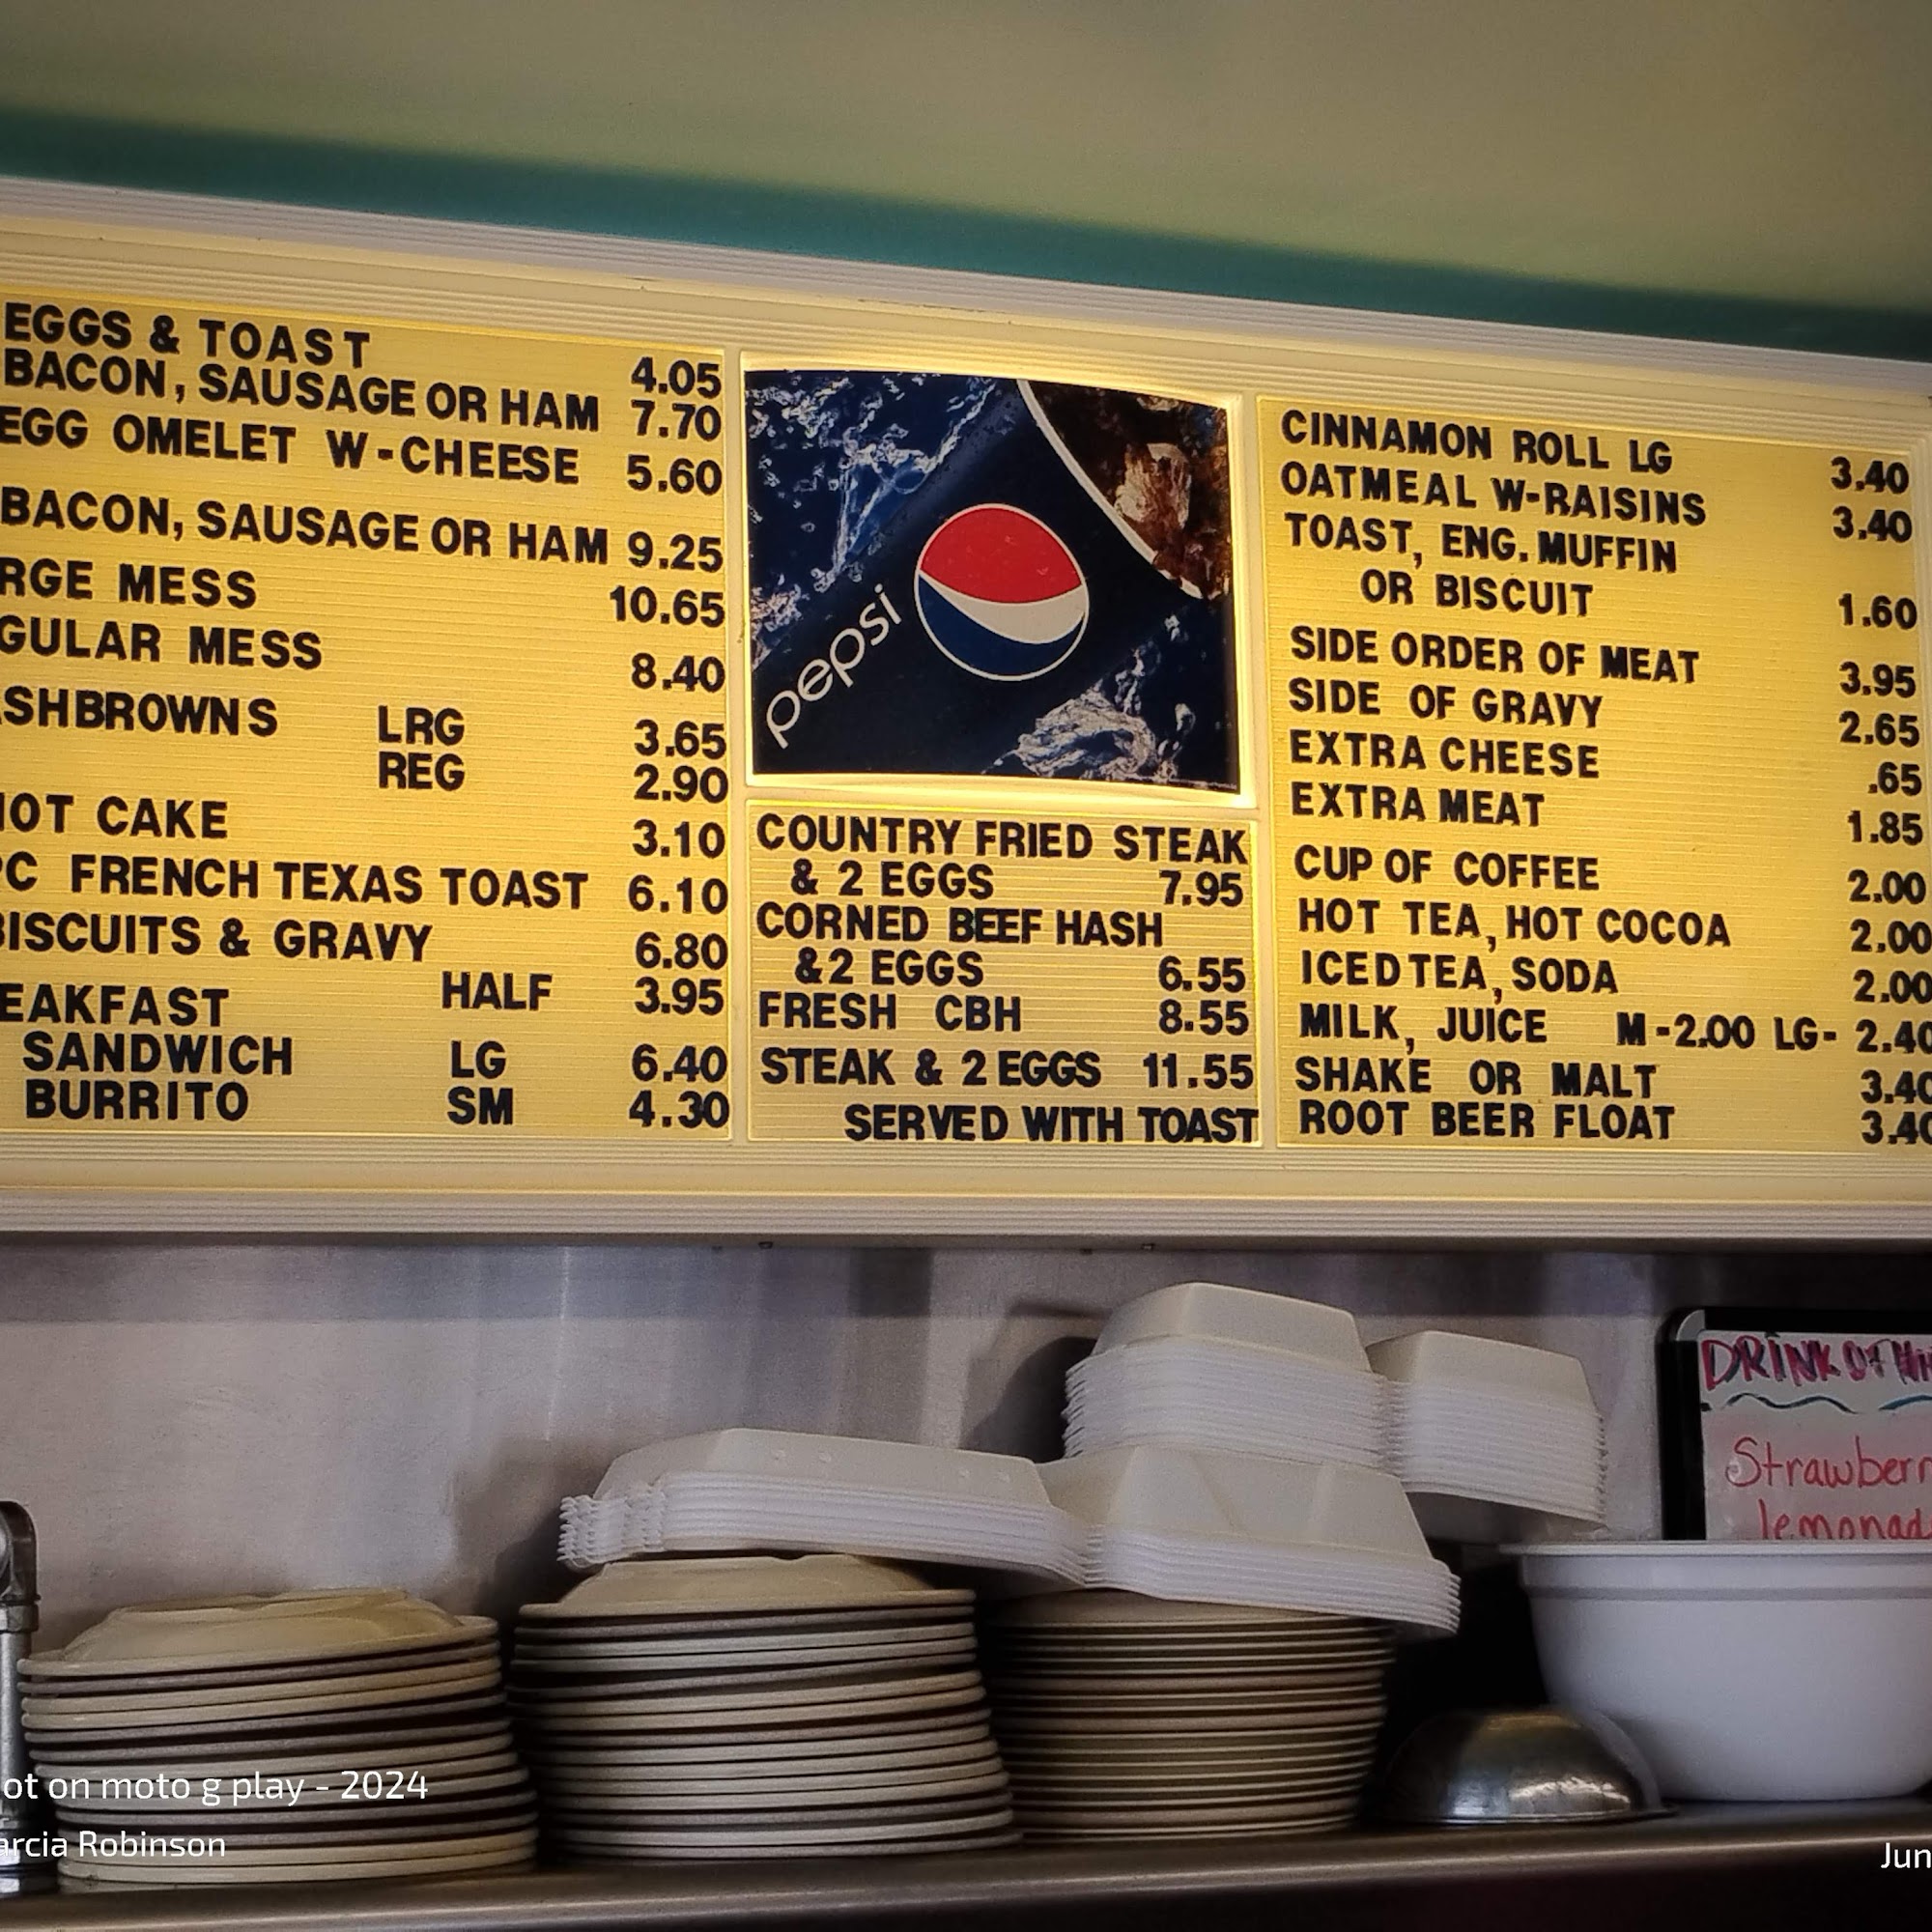 EGGS & TOAST 4.05
BACON, SAUSAGE OR HAM 7.70
EGG OMELET W-CHEESE 5.60
BACON, SAUSAGE OR HAM 9.25
RGE MESS 10.65
GULAR MESS 8.40
SHBROWNS LRG 3.65
REG 2.90
HOT CAKE 3.10
PC FRENCH TEXAS TOAST 6.10
BISCUITS & GRAVY 6.80
HALF 3.95
EAKFAST
SANDWICH LG 6.40
BURRITO SM 4.30
pepsi
COUNTRY FRIED STEAK
& 2 EGGS 7.95
CORNED BEEF HASH
&2 EGGS 6.55
FRESH CBH 8.55
STEAK & 2 EGGS 11.55
SERVED WITH TOAST
CINNAMON ROLL LG 3.40
OATMEAL W-RAISINS 3.40
TOAST, ENG. MUFFIN
OR BISCUIT 1.60
SIDE ORDER OF MEAT 3.95
SIDE OF GRAVY 2.65
EXTRA CHEESE .65
EXTRA MEAT 1.85
CUP OF COFFEE 2.00
HOT TEA, HOT COCOA 2.00
ICED TEA, SODA 2.00
MILK, JUICE M-2.00 LG- 2.40
SHAKE OR MALT 3.40
ROOT BEER FLOAT 3.40
DRINK OF
Strawberr
lemonad
ot on moto g play - 2024
arcia Robinson
Jun